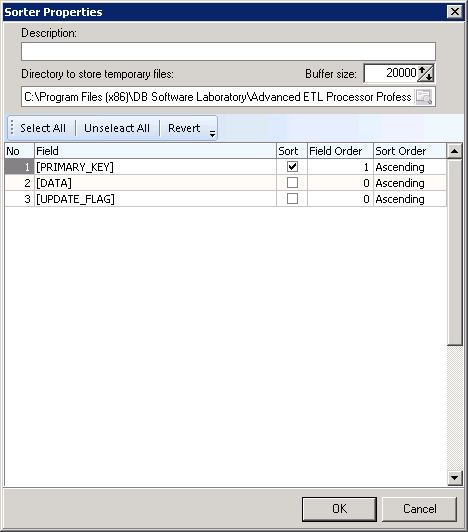 Sorter Properties
Description:
Directory to store temporary files: Buffer size: 20000
C:\Program Files (x86)\DB Software Laboratory\Advanced ETL Processor Profess
Select All Unseleact All Revert
No Field Sort Field Order Sort Order
1 [PRIMARY_KEY] 1 Ascending
2 [DATA] 0 Ascending
3 [UPDATE_FLAG] 0 Ascending
OK Cancel